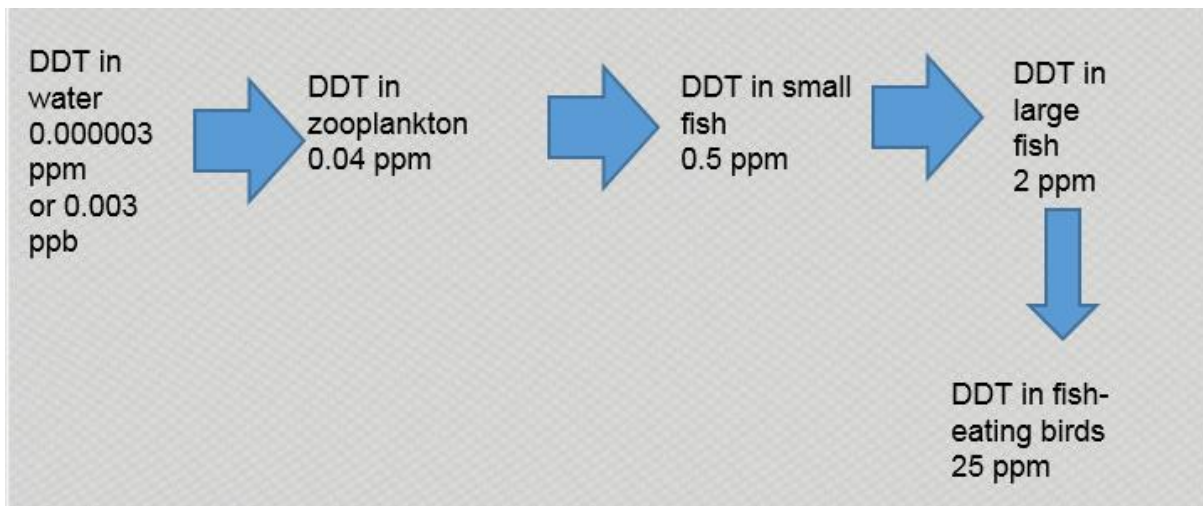 DDT in
water
0.000003
ppm
or 0.003
ppb
DDT in
zooplankton
0.04 ppm
DDT in small
fish
0.5 ppm
DDT in
large
fish
2 ppm
DDT in fish-
eating birds
25 ppm